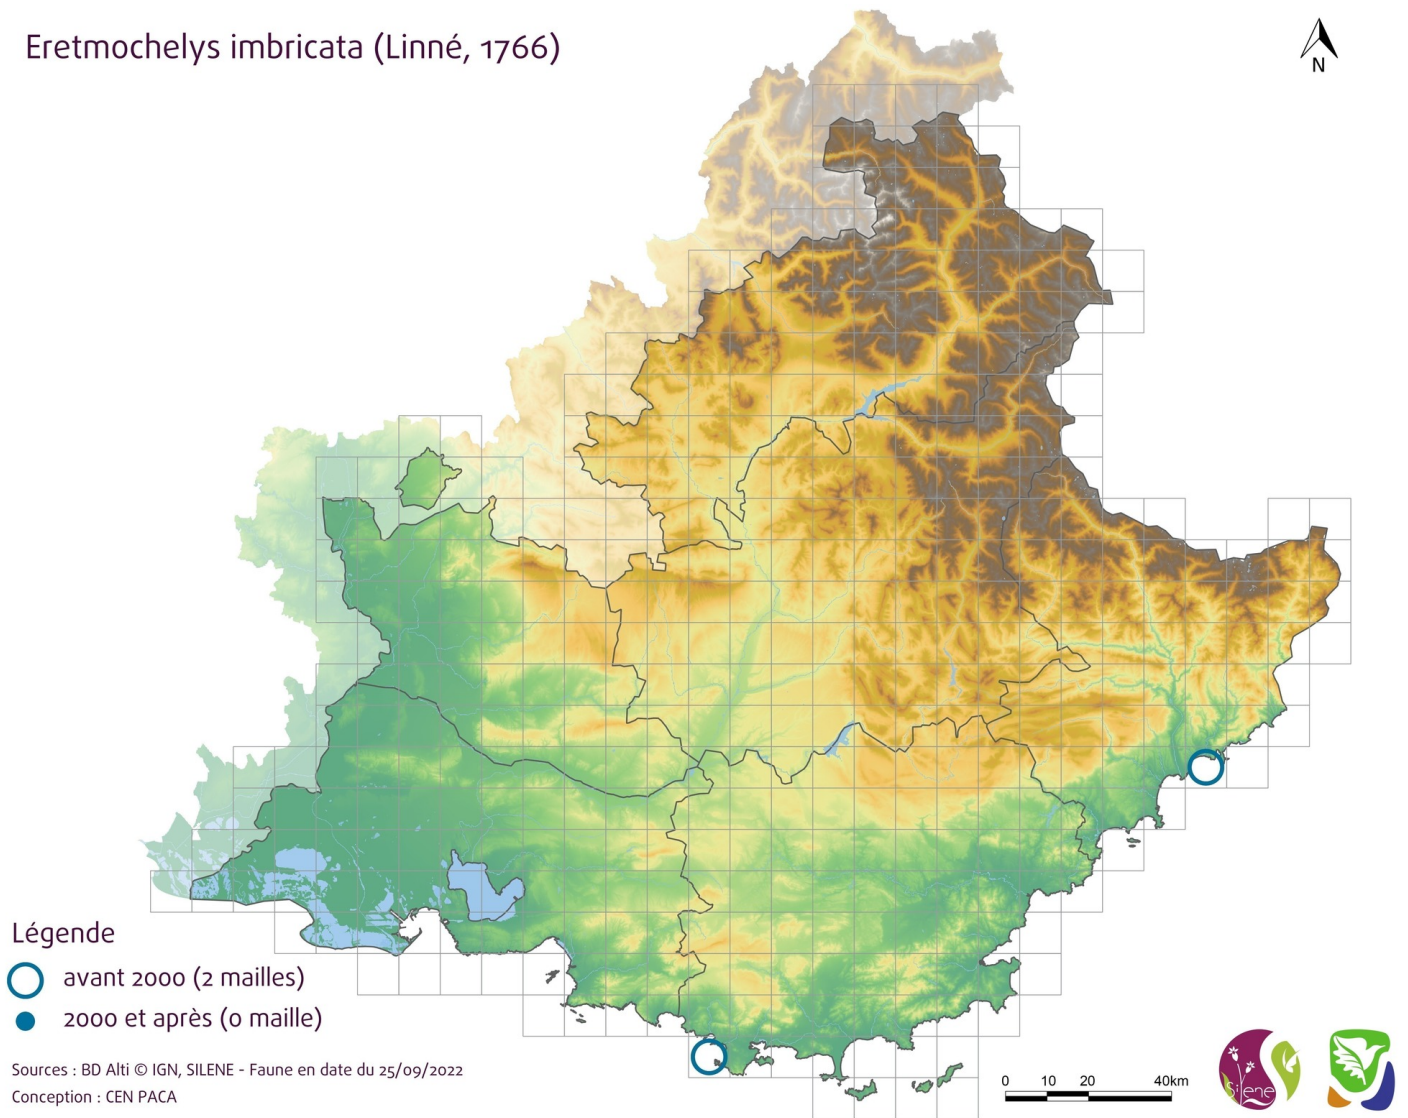 Eretmochelys imbricata (Linné, 1766)
N
Légende
avant 2000 (2 mailles)
2000 et après (0 maille)
Sources : BD Alti © IGN, SILENE - Faune en date du 25/09/2022
Conception : CEN PACA
0 10 20 40km
Silene